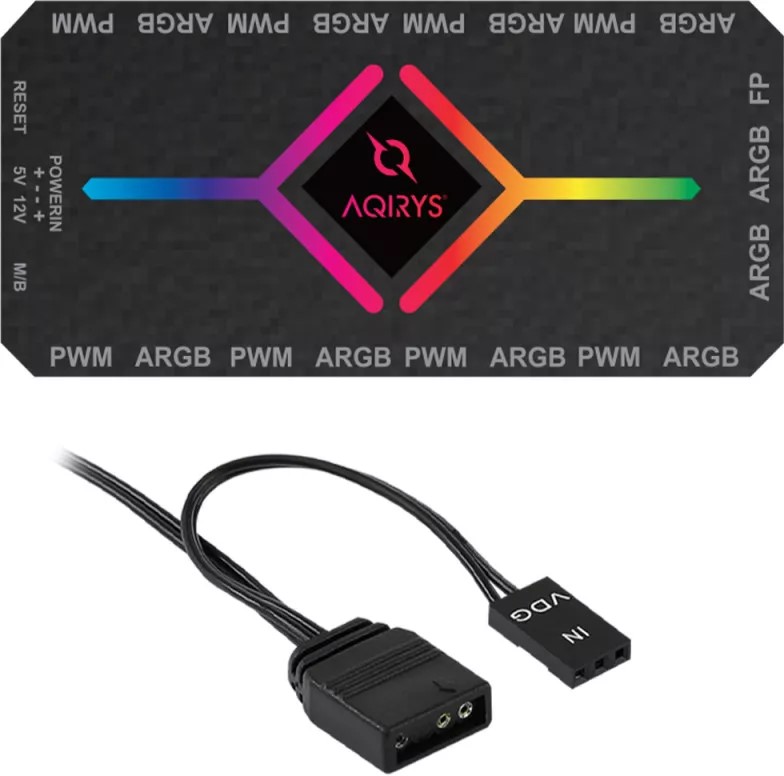 PWM ARGB PWM ARGB PWM ARGB PWM ARGB
RESET
POWERIN
+ - - +
5V 12V
M/B
AQIRYS®
FP
ARGB
ARGB
PWM ARGB PWM ARGB PWM ARGB PWM ARGB
VDG
IN